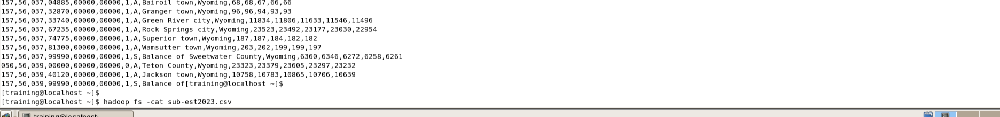 157,56,037,04885,00000,00000,1,A,Bairoil town,Wyoming,68,68,67,66,66
157,56,037,32870,00000,00000,1,A,Granger town,Wyoming,96,96,94,93,93
157,56,037,33740,00000,00000,1,A,Green River city,Wyoming,11834,11806,11633,11546,11496
157,56,037,67235,00000,00000,1,A,Rock Springs city,Wyoming,23523,23492,23177,23030,22954
157,56,037,74775,00000,00000,1,A,Superior town,Wyoming,187,187,184,182,182
157,56,037,81300,00000,00000,1,A,Wamsutter town,Wyoming,203,202,199,199,197
157,56,037,99990,00000,00000,1,S,Balance of Sweetwater County,Wyoming,6360,6346,6272,6258,6261
050,56,039,00000,00000,00000,0,A,Teton County,Wyoming,23323,23379,23605,23297,23232
157,56,039,40120,00000,00000,1,A,Jackson town,Wyoming,10758,10783,10865,10706,10639
157,56,039,99990,00000,00000,1,S,Balance of[training@localhost ~]$
[training@localhost ~]$
[training@localhost ~]$ hadoop fs -cat sub-est2023.csv
training@localhost: